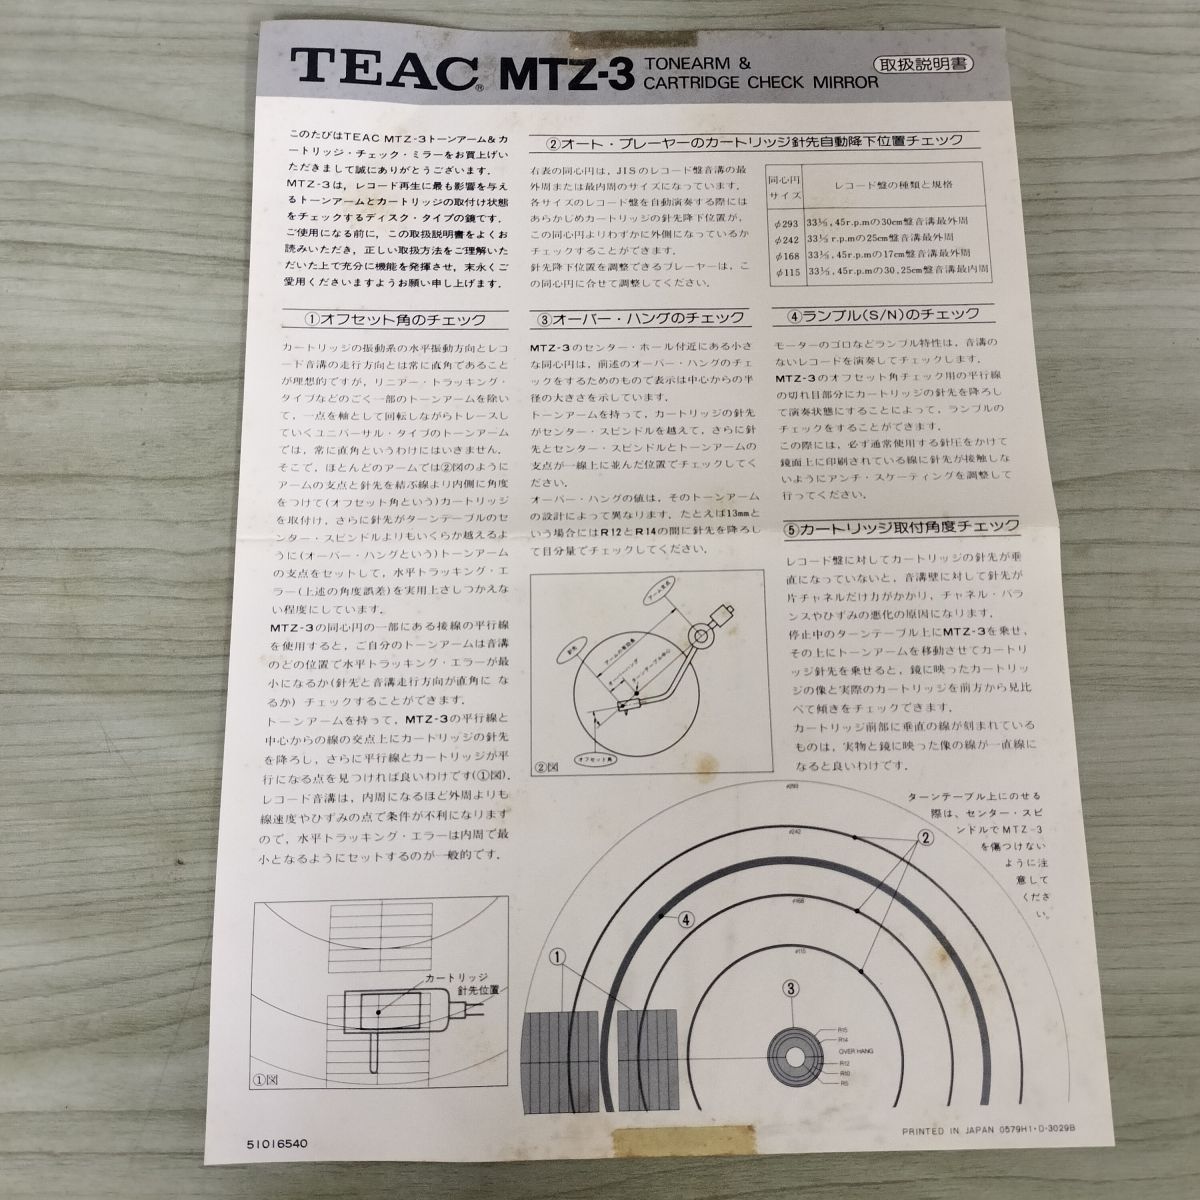 TEAC® MTZ-3 TONEARM & CARTRIDGE CHECK MIRROR 取扱説明書
このたびはTEAC MTZ-3トーンアーム&カ
ートリッジ・チェック・ミラーをお買上げい
ただきまして誠にありがとうございます．
MTZ-3は，レコード再生に最も影響を与え
るトーンアームとカートリッジの取付け状態
をチェックするディスク・タイプの鏡です．
ご使用になる前に，この取扱説明書をよくお
読みいただき，正しい取扱方法をご理解いた
だいた上で充分に機能を発揮させ，末永くご
愛用くださいますようお願い申し上げます．
①オフセット角のチェック
カートリッジの振動系の水平振動方向とレコ
ード音溝の走行方向とは常に直角であること
が理想的ですが，リニアー・トラッキング・
タイプなどのごく一部のトーンアームを除い
て，一点を軸として回転しながらトレースし
ていくユニバーサル・タイプのトーンアーム
では，常に直角というわけにはいきません．
そこで，ほとんどのアームでは②図のように
アームの支点と針先を結ぶ線より内側に角度
をつけて(オフセット角という)カートリッジ
を取付け，さらに針先がターンテーブルのセ
ンター・スピンドルよりもいくらか越えるよ
うに(オーバー・ハングという)トーンアーム
の支点をセットして，水平トラッキング・エ
ラー(上述の角度誤差)を実用上さしつかえな
い程度にしています．
MTZ-3の同心円の一部にある接線の平行線
を使用すると，ご自分のトーンアームは音溝
のどの位置で水平トラッキング・エラーが最
小になるか(針先と音溝走行方向が直角にな
るか)チェックすることができます．
トーンアームを持って，MTZ-3の平行線と
中心からの線の交点上にカートリッジの針先
を降ろし，さらに平行線とカートリッジが平
行になる点を見つければ良いわけです(①図)．
レコード音溝は，内周になるほど外周よりも
線速度やひずみの点で条件が不利になります
ので，水平トラッキング・エラーは内周で最
小となるようにセットするのが一般的です．
②オート・プレーヤーのカートリッジ針先自動降下位置チェック
右表の同心円は，JISのレコード盤音溝の最
外周または最内周のサイズになっています．
各サイズのレコード盤を自動演奏する際には
あらかじめカートリッジの針先降下位置が，
この同心円よりわずかに外側になっているか
チェックすることができます．
針先降下位置を調整できるプレーヤーは，こ
の同心円に合せて調整してください．
同心円サイズ レコード盤の種類と規格
φ293 33⅓,45r.p.mの30cm盤音溝最外周
φ242 33⅓r.p.mの25cm盤音溝最外周
φ168 33⅓,45r.p.mの17cm盤音溝最外周
φ115 33⅓,45r.p.mの30,25cm盤音溝最内周
③オーバー・ハングのチェック
MTZ-3のセンター・ホール付近にある小さ
な同心円は，前述のオーバー・ハングのチェ
ックをするためのもので表示は中心からの半
径の大きさを示しています．
トーンアームを持って，カートリッジの針先
がセンター・スピンドルを越えて，さらに針
先とセンター・スピンドルとトーンアームの
支点が一線上に並んだ位置でチェックしてく
ださい．
オーバー・ハングの値は，そのトーンアーム
の設計によって異なります．たとえば13mmと
いう場合にはR12とR14の間に針先を降ろし
て目分量でチェックしてください．
④ランブル(S/N)のチェック
モーターのゴロなどランブル特性は，音溝の
ないレコードを演奏してチェックします．
MTZ-3のオフセット角チェック用の平行線
の切れ目部分にカートリッジの針先を降ろし
て演奏状態にすることによって，ランブルの
チェックをすることができます．
この際には，必ず通常使用する針圧をかけて
鏡面上に印刷されている線に針先が接触しな
いようにアンチ・スケーティングを調整して
行ってください．
⑤カートリッジ取付角度チェック
レコード盤に対してカートリッジの針先が垂
直になっていないと，音溝壁に対して針先が
片チャネルだけ力がかかり，チャネル・バラ
ンスやひずみの悪化の原因になります．
停止中のターンテーブル上にMTZ-3を乗せ，
その上にトーンアームを移動させてカートリ
ッジ針先を乗せると，鏡に映ったカートリッ
ジの像と実際のカートリッジを前方から見比
べて傾きをチェックできます．
カートリッジ前部に垂直の線が刻まれている
ものは，実物と鏡に映った像の線が一直線に
なると良いわけです．
アーム支点
針先
アームの有効長
オーバーハング
ターンテーブル中心
オフセット角
②図
ターンテーブル上にのせる
際は，センター・スピ
ンドルでMTZ-3
を傷つけない
ように注
意して
くださ
い．
カートリッジ
針先位置
①図
φ293
φ242
φ168
φ115
②
④
①
③
R15
R14
OVER HANG
R12
R10
R5
51016540
PRINTED IN JAPAN 0579H1・D-3029B